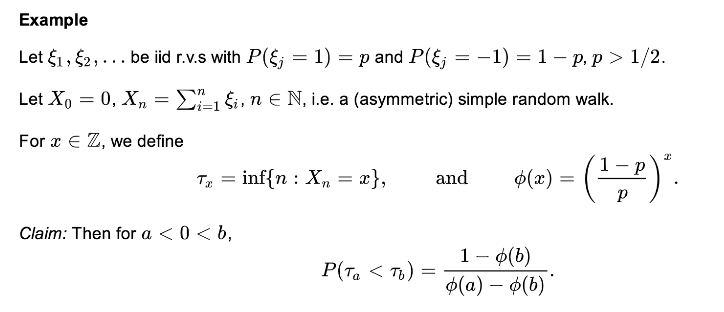 Example
Let ξ₁, ξ₂, … be iid r.v.s with P(ξⱼ = 1) = p and P(ξⱼ = −1) = 1 − p, p > 1/2.
Let X₀ = 0, Xₙ = ∑ⁿᵢ₌₁ ξᵢ, n ∈ ℕ, i.e. a (asymmetric) simple random walk.
For x ∈ ℤ, we define
τₓ = inf{n : Xₙ = x}, and ϕ(x) = ((1 − p)/p)ˣ.
Claim: Then for a < 0 < b,
P(τₐ < τ_b) = (1 − ϕ(b))/(ϕ(a) − ϕ(b)).